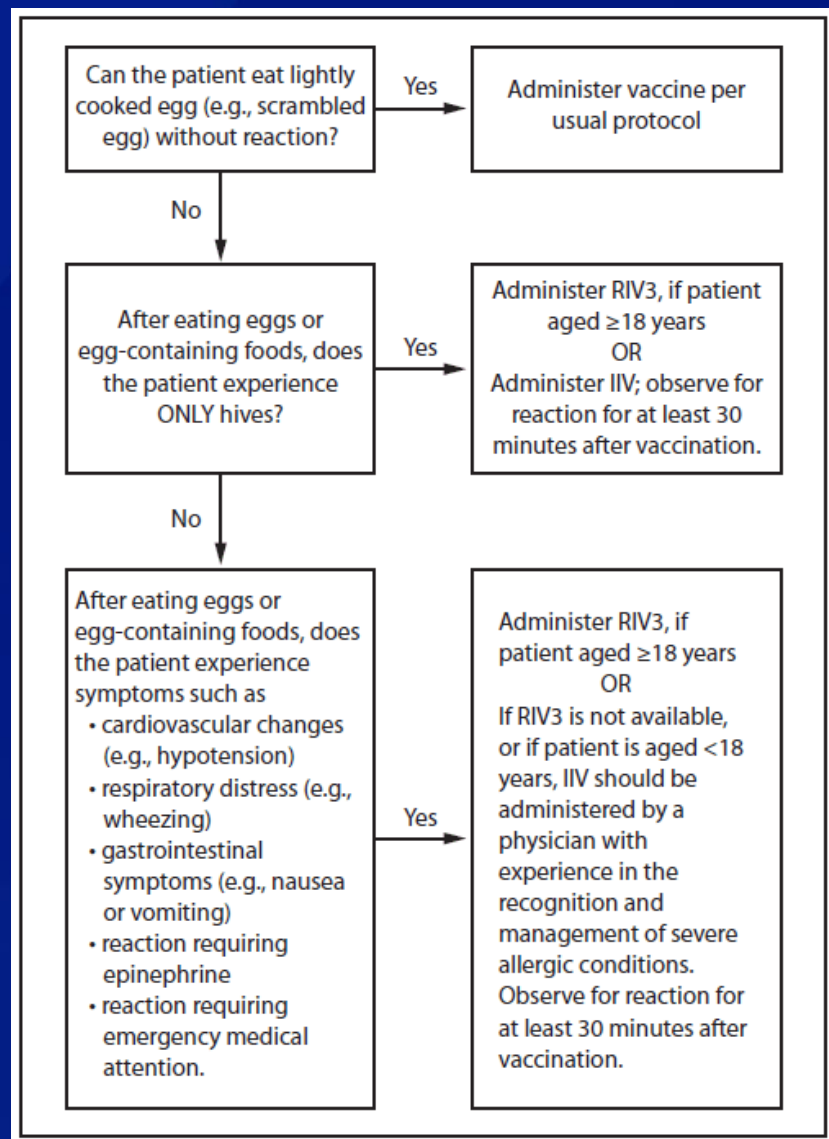 Can the patient eat lightly
cooked egg (e.g., scrambled
egg) without reaction?
Yes
Administer vaccine per
usual protocol
No
After eating eggs or
egg-containing foods, does
the patient experience
ONLY hives?
Yes
Administer RIV3, if patient
aged ≥18 years
OR
Administer IIV; observe for
reaction for at least 30
minutes after vaccination.
No
After eating eggs or
egg-containing foods, does
the patient experience
symptoms such as
• cardiovascular changes
(e.g., hypotension)
• respiratory distress (e.g.,
wheezing)
• gastrointestinal
symptoms (e.g., nausea
or vomiting)
• reaction requiring
epinephrine
• reaction requiring
emergency medical
attention.
Yes
Administer RIV3, if
patient aged ≥18 years
OR
If RIV3 is not available,
or if patient is aged <18
years, IIV should be
administered by a
physician with
experience in the
recognition and
management of severe
allergic conditions.
Observe for reaction for
at least 30 minutes after
vaccination.